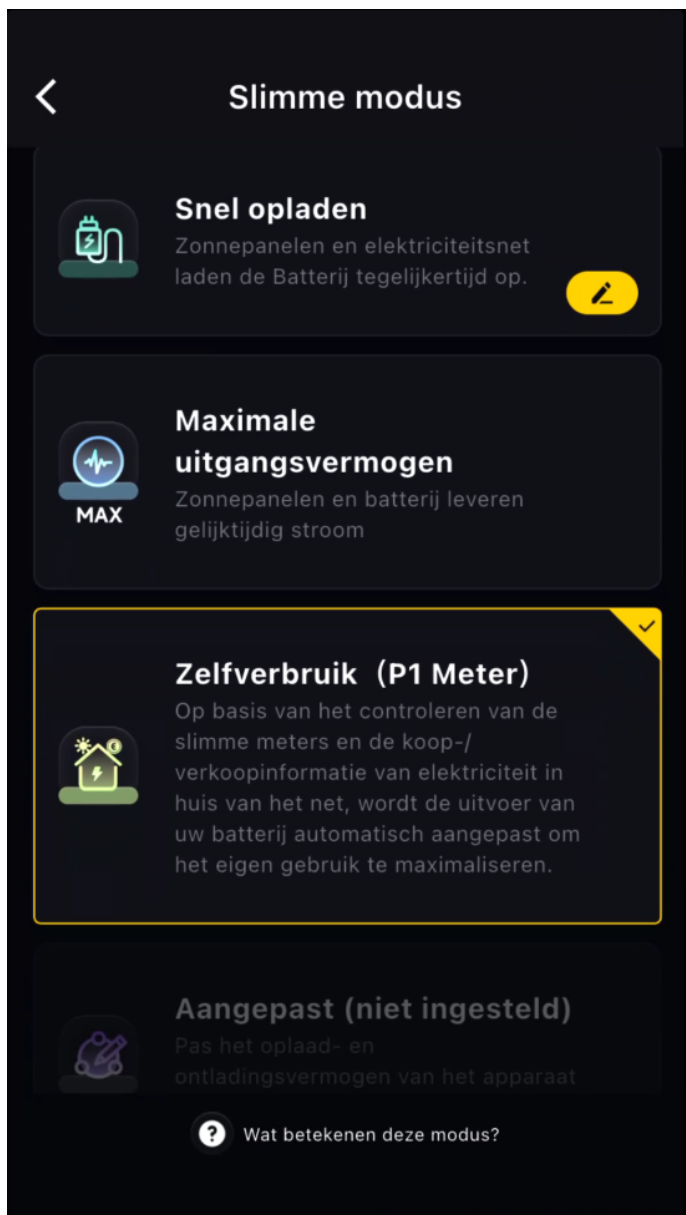 Slimme modus
Snel opladen
Zonnepanelen en elektriciteitsnet
laden de Batterij tegelijkertijd op.
Maximale
uitgangsvermogen
Zonnepanelen en batterij leveren
gelijktijdig stroom
MAX
Zelfverbruik（P1 Meter）
Op basis van het controleren van de
slimme meters en de koop-/
verkoopinformatie van elektriciteit in
huis van het net, wordt de uitvoer van
uw batterij automatisch aangepast om
het eigen gebruik te maximaliseren.
Aangepast (niet ingesteld)
Pas het oplaad- en
ontladingsvermogen van het apparaat
Wat betekenen deze modus?